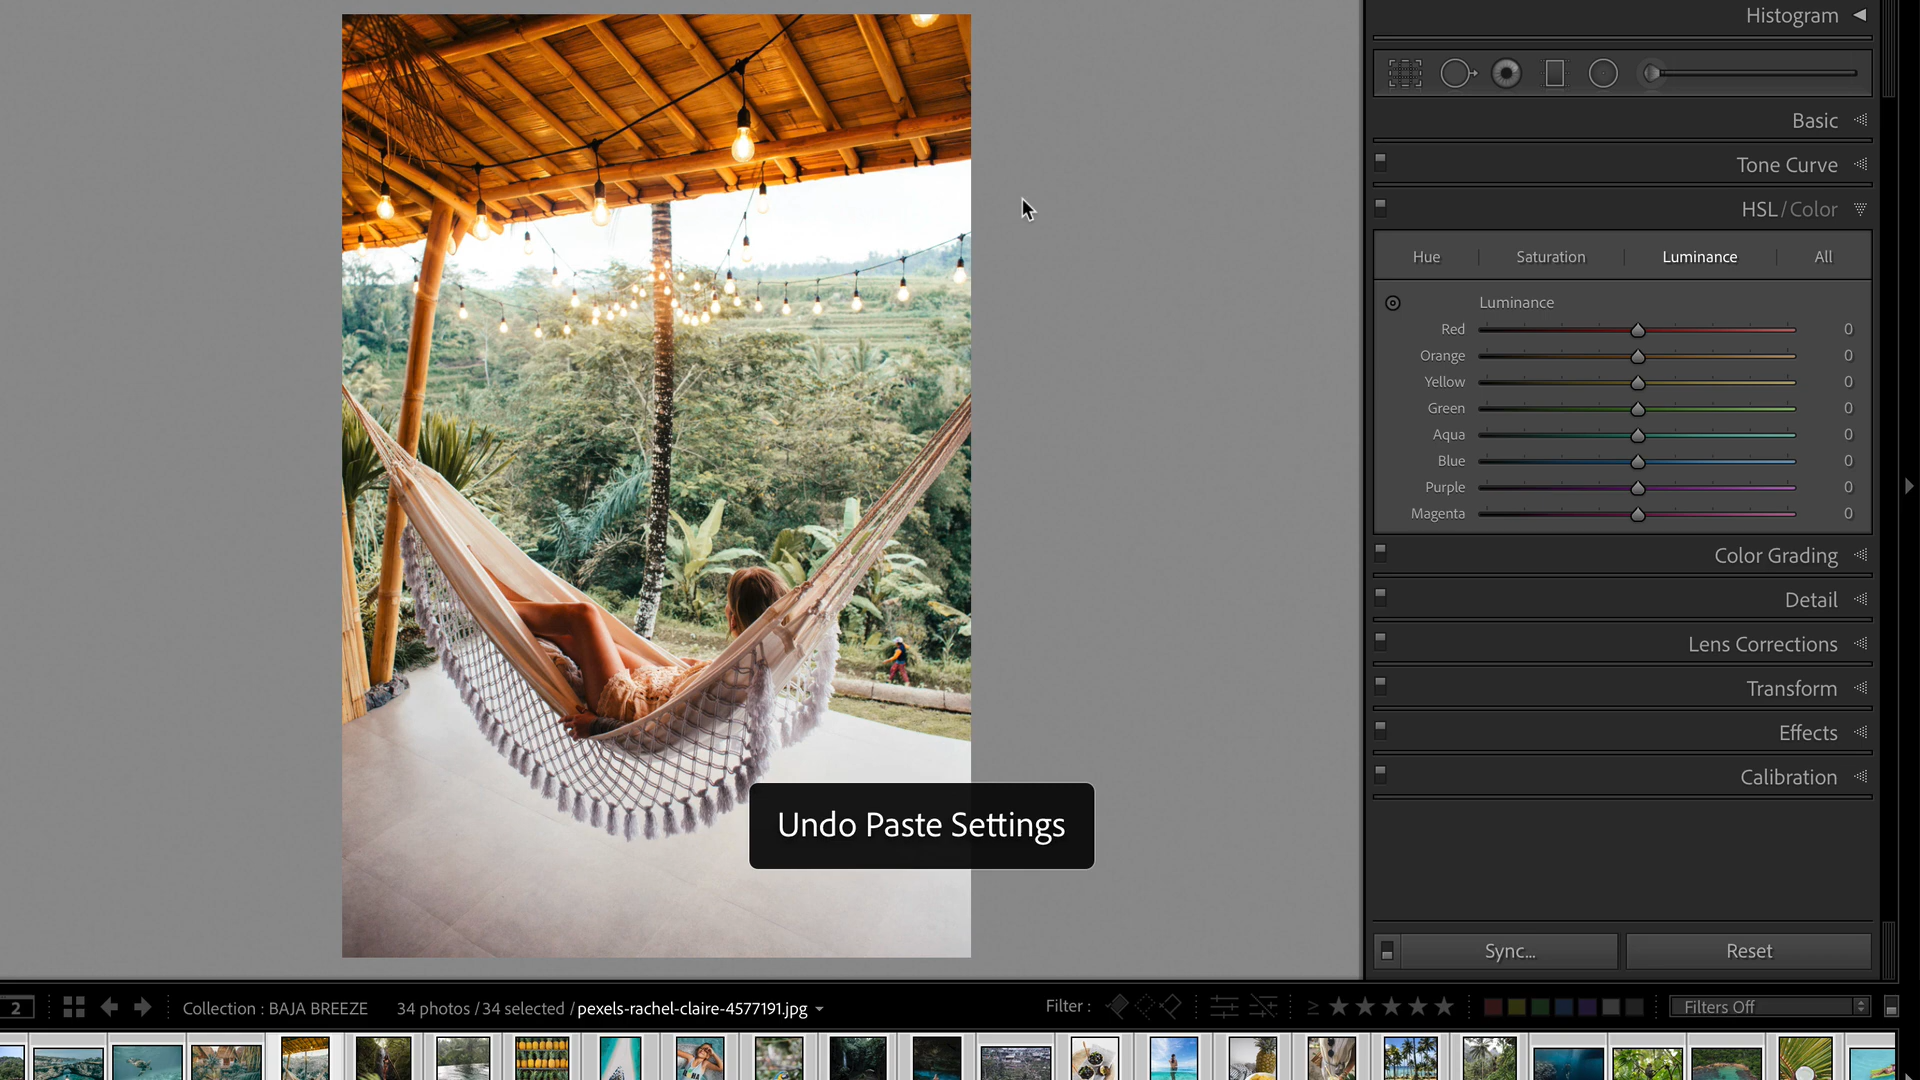 Histogram
Basic
Tone Curve
HSL / Color
Hue Saturation Luminance All
Luminance
Red 0
Orange 0
Yellow 0
Green 0
Aqua 0
Blue 0
Purple 0
Magenta 0
Color Grading
Detail
Lens Corrections
Transform
Effects
Calibration
Undo Paste Settings
Sync... Reset
2 Collection : BAJA BREEZE 34 photos / 34 selected / pexels-rachel-claire-4577191.jpg Filter : ≥ ★ ★ ★ ★ ★ Filters Off